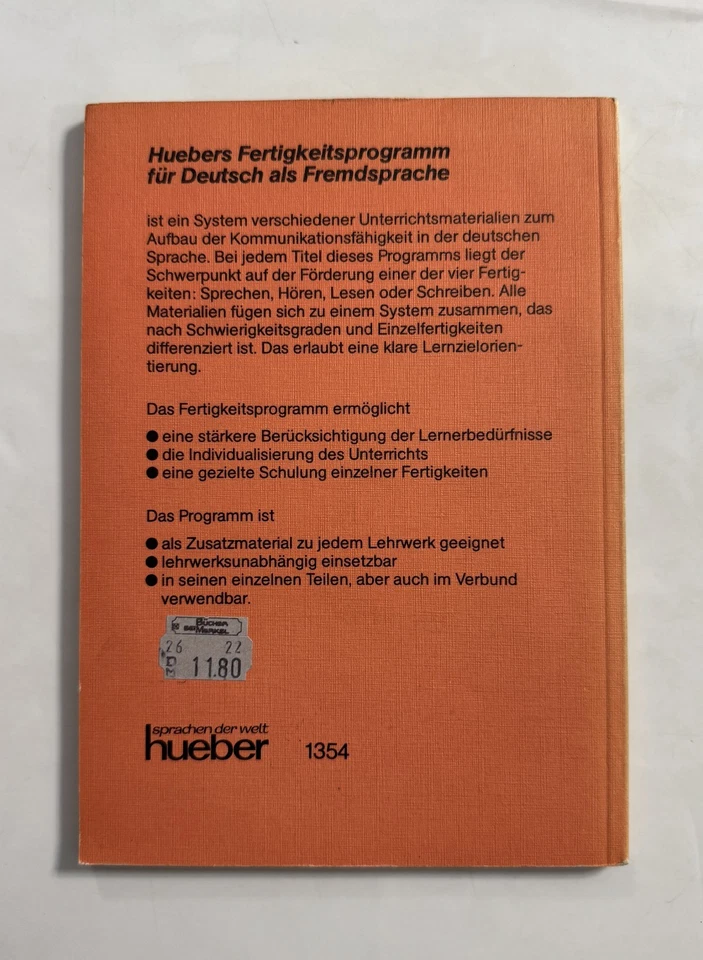 Huebers Fertigkeitsprogramm
für Deutsch als Fremdsprache
ist ein System verschiedener Unterrichtsmaterialien zum
Aufbau der Kommunikationsfähigkeit in der deutschen
Sprache. Bei jedem Titel dieses Programms liegt der
Schwerpunkt auf der Förderung einer der vier Fertig-
keiten: Sprechen, Hören, Lesen oder Schreiben. Alle
Materialien fügen sich zu einem System zusammen, das
nach Schwierigkeitsgraden und Einzelfertigkeiten
differenziert ist. Das erlaubt eine klare Lernzielorien-
tierung.
Das Fertigkeitsprogramm ermöglicht
● eine stärkere Berücksichtigung der Lernerbedürfnisse
● die Individualisierung des Unterrichts
● eine gezielte Schulung einzelner Fertigkeiten
Das Programm ist
● als Zusatzmaterial zu jedem Lehrwerk geeignet
● lehrwerksunabhängig einsetzbar
● in seinen einzelnen Teilen, aber auch im Verbund
verwendbar.
BÜCHER
MERKEL
26 22
DM 11.80
sprachen der welt
hueber 1354